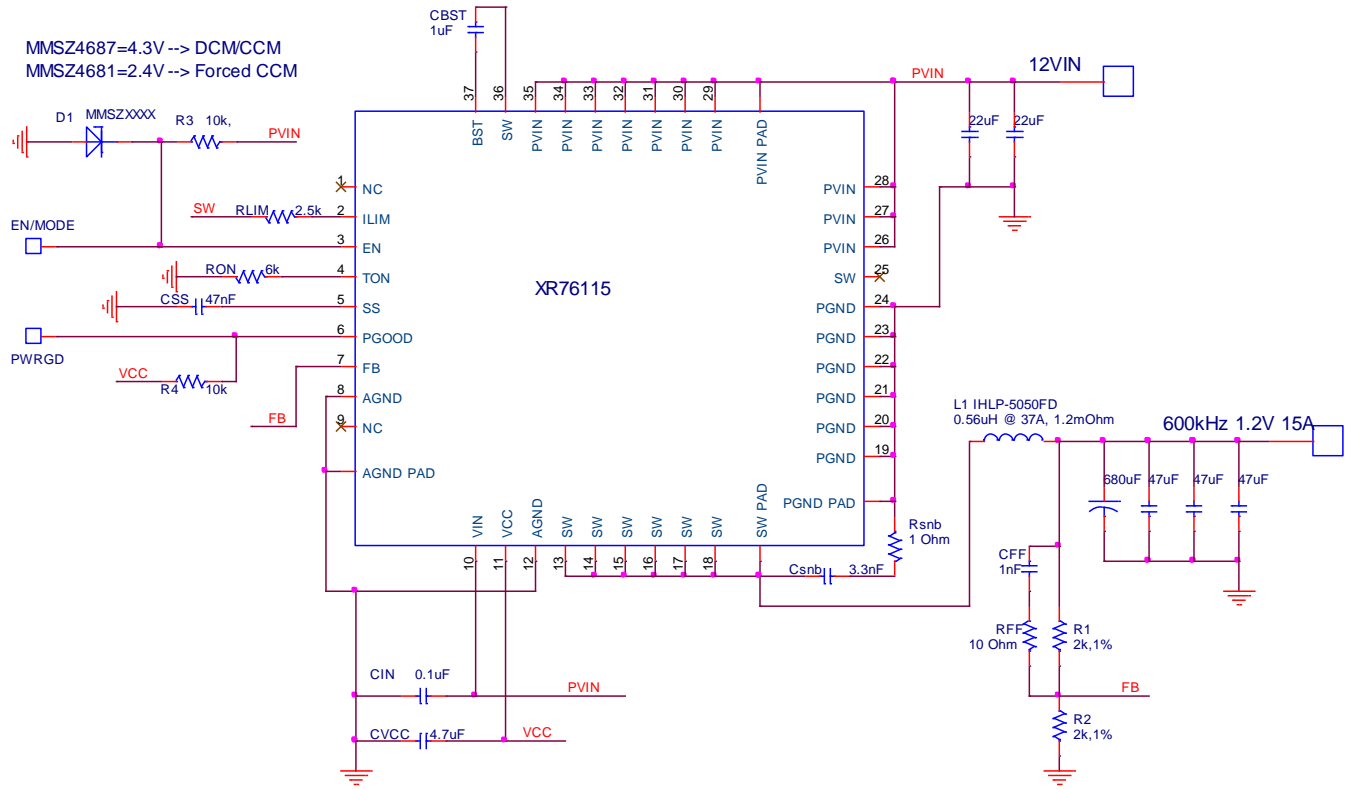 MMSZ4687=4.3V --> DCM/CCM
MMSZ4681=2.4V --> Forced CCM
CBST
1uF
12VIN
PVIN
D1 MMSZXXXX
R3 10k,
PVIN
37 36 35 34 33 32 31 30 29
BST SW PVIN PVIN PVIN PVIN PVIN PVIN PVIN PVIN PAD
22uF 22uF
1 NC
SW RLIM 2.5k 2 ILIM
EN/MODE
3 EN
RON 6k 4 TON
CSS 47nF 5 SS
6 PGOOD
PWRGD
7 FB
VCC
R4 10k
8 AGND
FB
9 NC
AGND PAD
XR76115
PVIN 28
PVIN 27
PVIN 26
SW 25
PGND 24
PGND 23
PGND 22
PGND 21
PGND 20
PGND 19
PGND PAD
VIN VCC AGND SW SW SW SW SW SW SW PAD
10 11 12 13 14 15 16 17 18
Rsnb
1 Ohm
Csnb 3.3nF
L1 IHLP-5050FD
0.56uH @ 37A, 1.2mOhm
600kHz 1.2V 15A
680uF 47uF 47uF 47uF
CFF
1nF
RFF
10 Ohm
R1
2k,1%
FB
R2
2k,1%
CIN 0.1uF
PVIN
CVCC 4.7uF
VCC